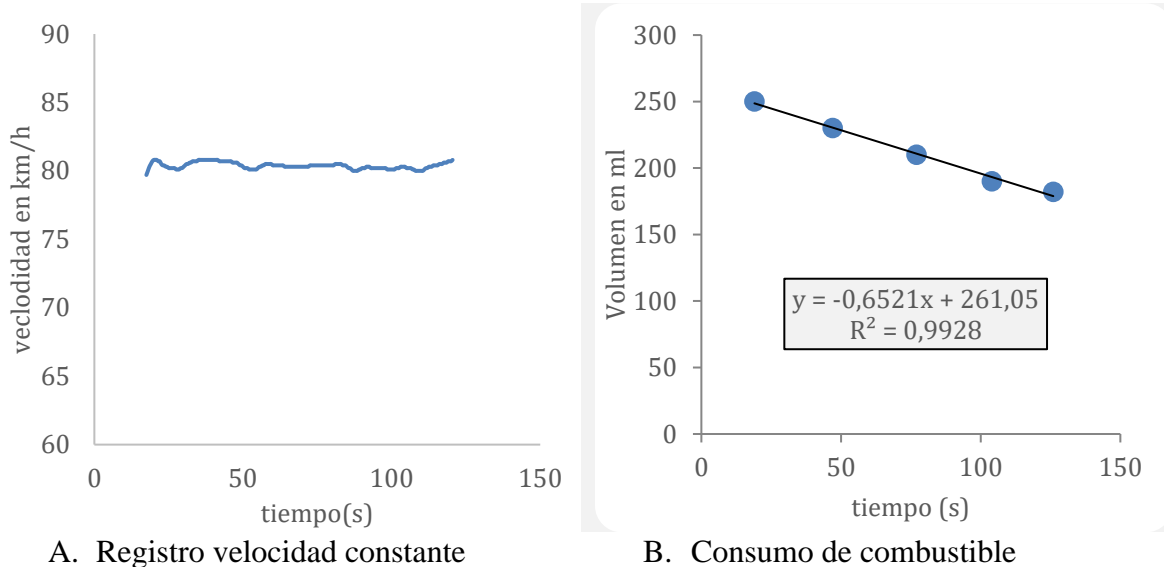 90
85
80
75
70
65
60
0
50
100
150
veclodidad en km/h
tiempo(s)
A. Registro velocidad constante
300
250
200
150
100
50
0
0
50
100
150
Volumen en ml
y = -0,6521x + 261,05
R² = 0,9928
tiempo (s)
B. Consumo de combustible